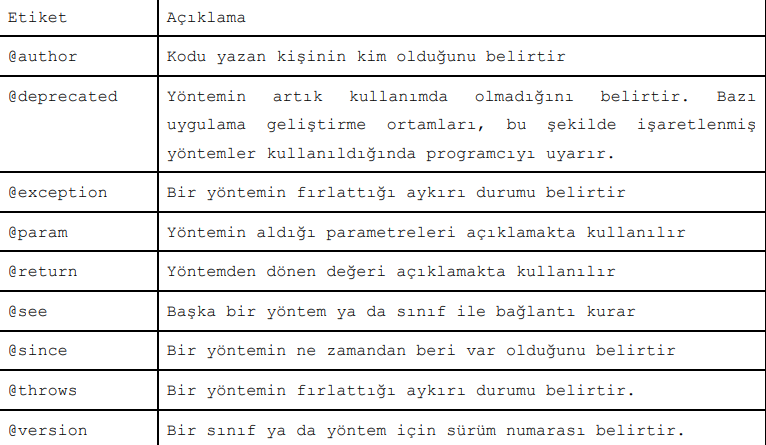 Etiket Açıklama
@author Kodu yazan kişinin kim olduğunu belirtir
@deprecated Yöntemin artık kullanımda olmadığını belirtir. Bazı
uygulama geliştirme ortamları, bu şekilde işaretlenmiş
yöntemler kullanıldığında programcıyı uyarır.
@exception Bir yöntemin fırlattığı aykırı durumu belirtir
@param Yöntemin aldığı parametreleri açıklamakta kullanılır
@return Yöntemden dönen değeri açıklamakta kullanılır
@see Başka bir yöntem ya da sınıf ile bağlantı kurar
@since Bir yöntemin ne zamandan beri var olduğunu belirtir
@throws Bir yöntemin fırlattığı aykırı durumu belirtir.
@version Bir sınıf ya da yöntem için sürüm numarası belirtir.